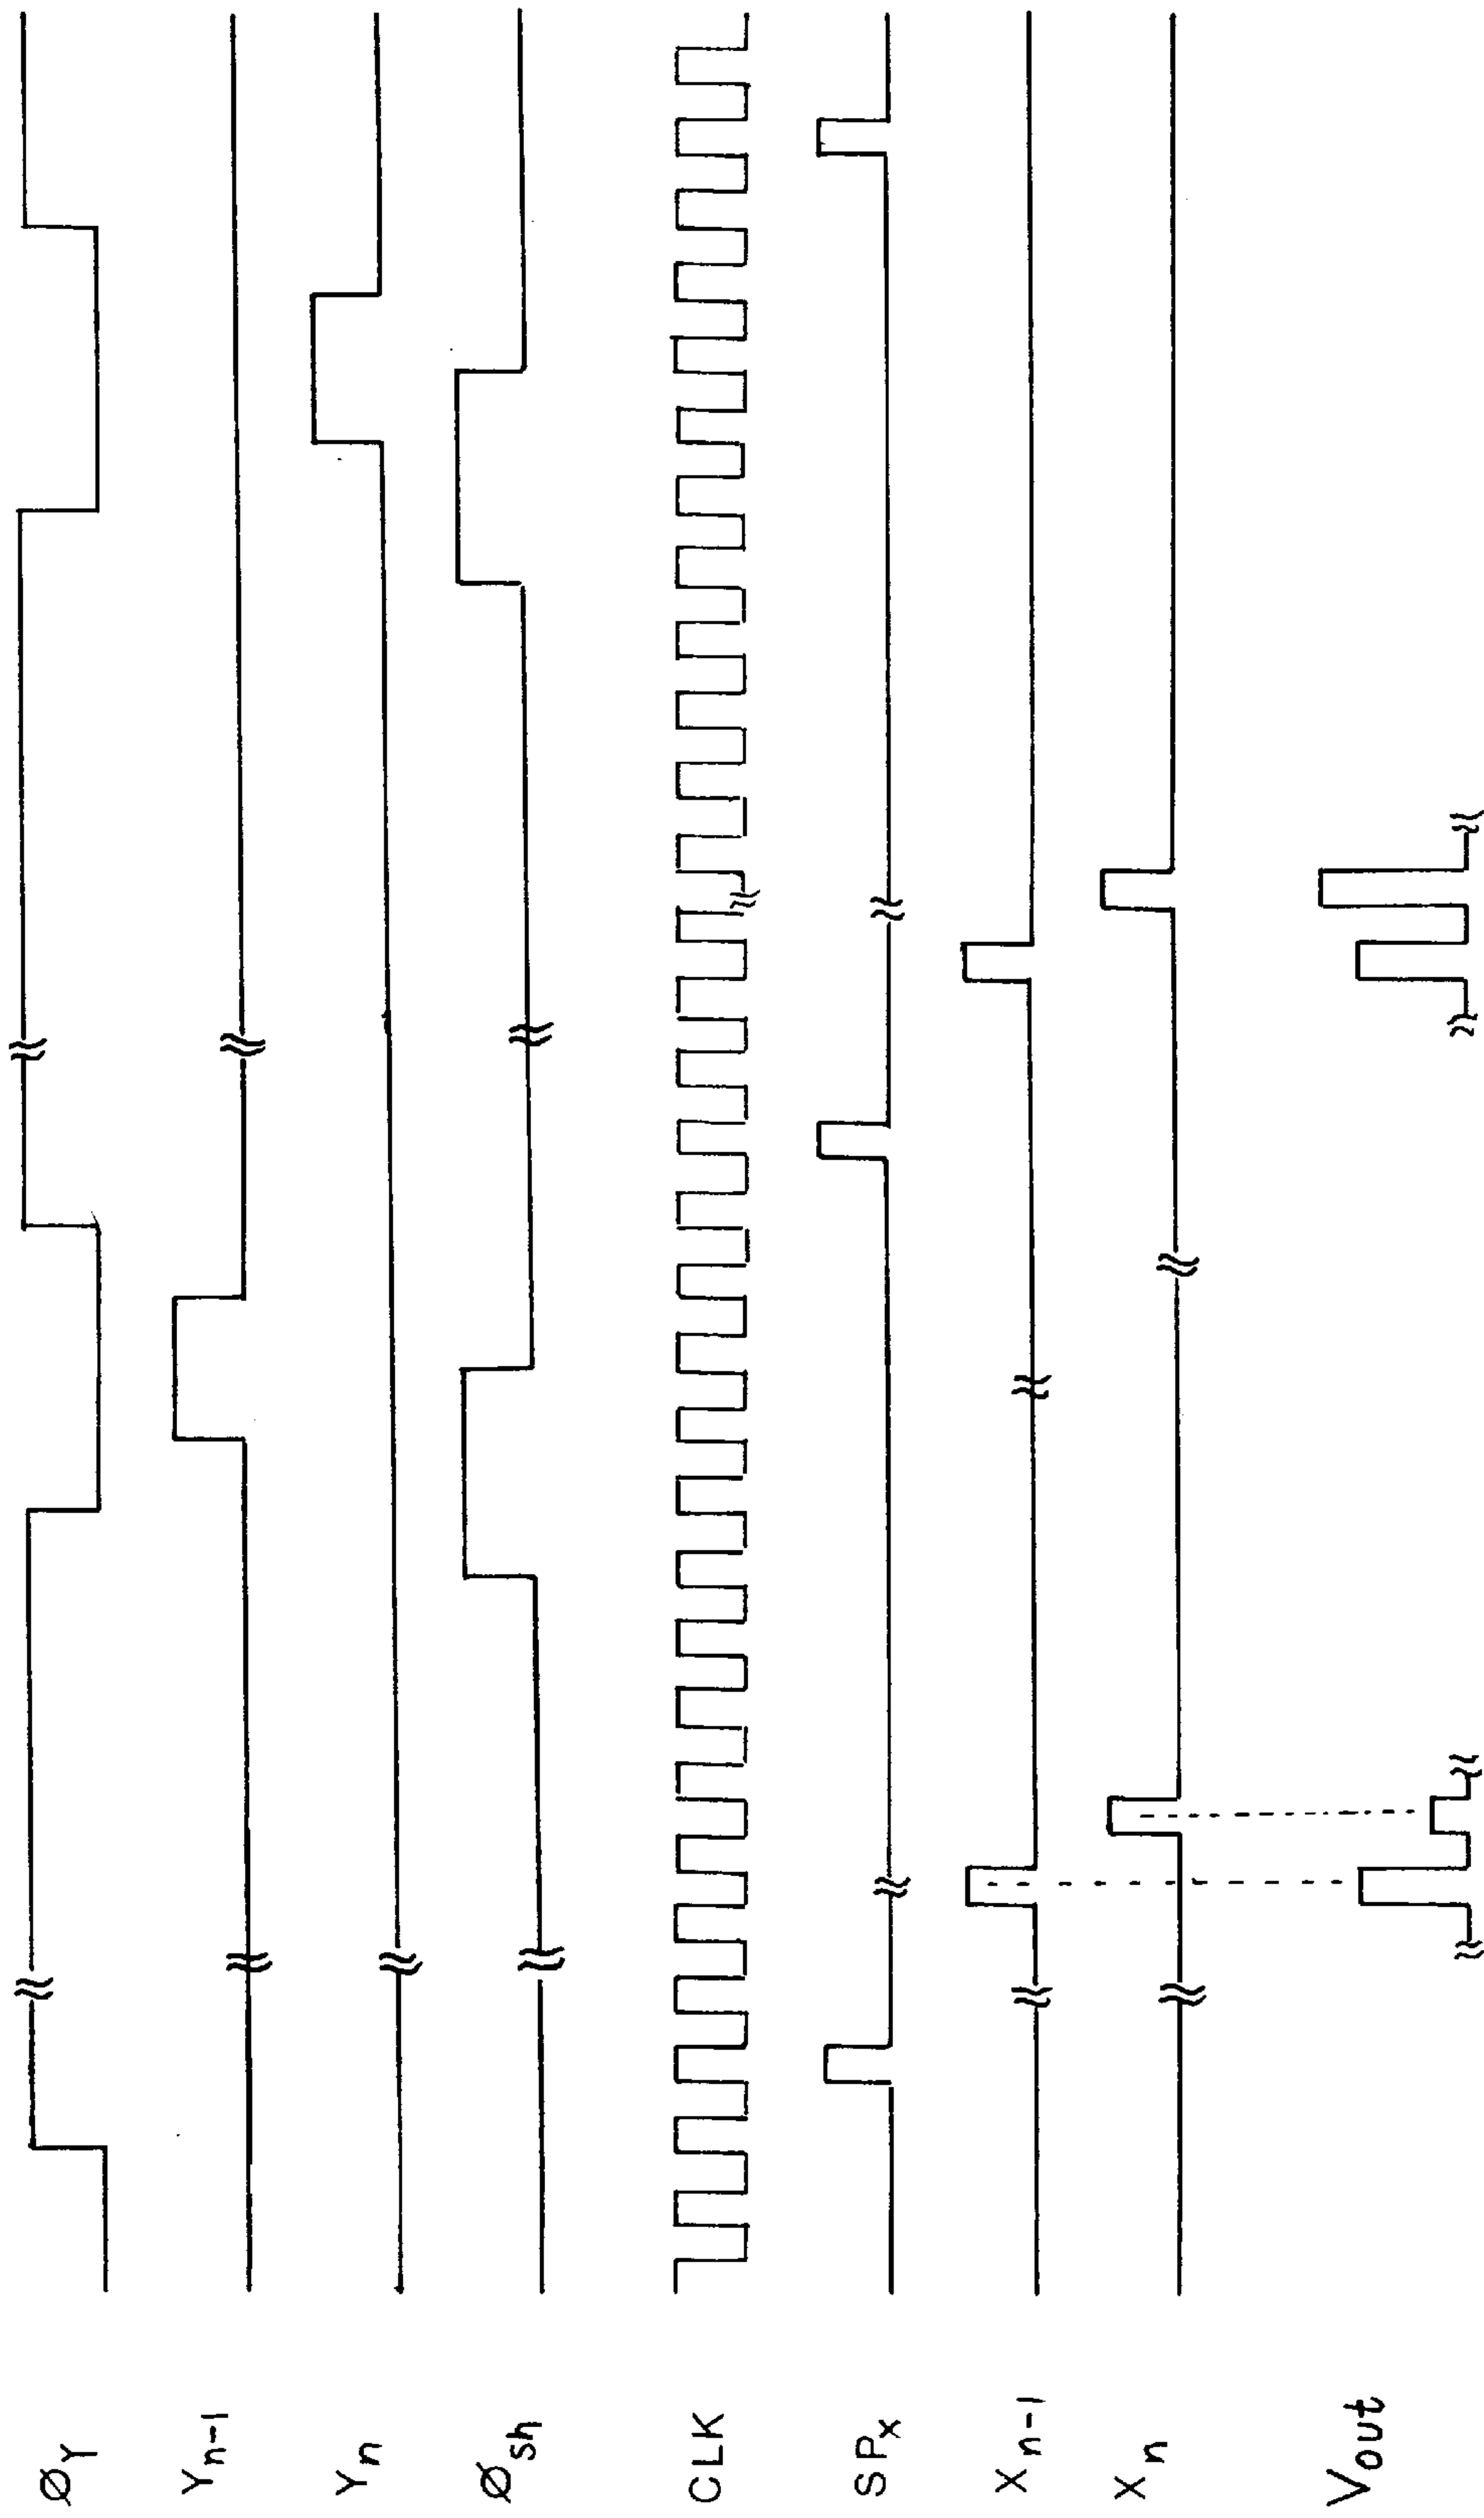 ØY
Yn-1
Yn
Øsh
CLK
SPx
Xn-1
Xn
Vout